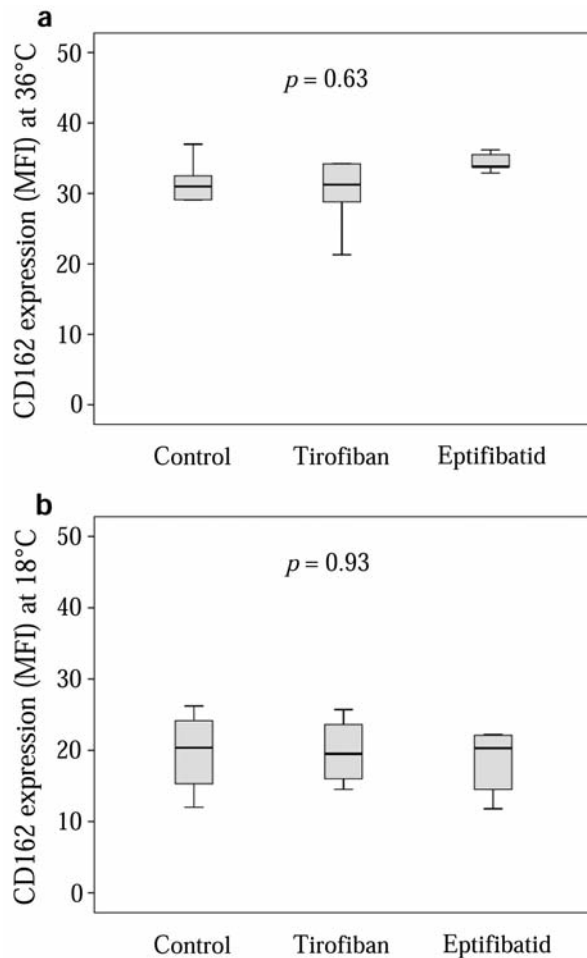 a
CD162 expression (MFI) at 36°C
50
40
30
20
10
0
p = 0.63
Control Tirofiban Eptifibatid
b
CD162 expression (MFI) at 18°C
50
40
30
20
10
0
p = 0.93
Control Tirofiban Eptifibatid